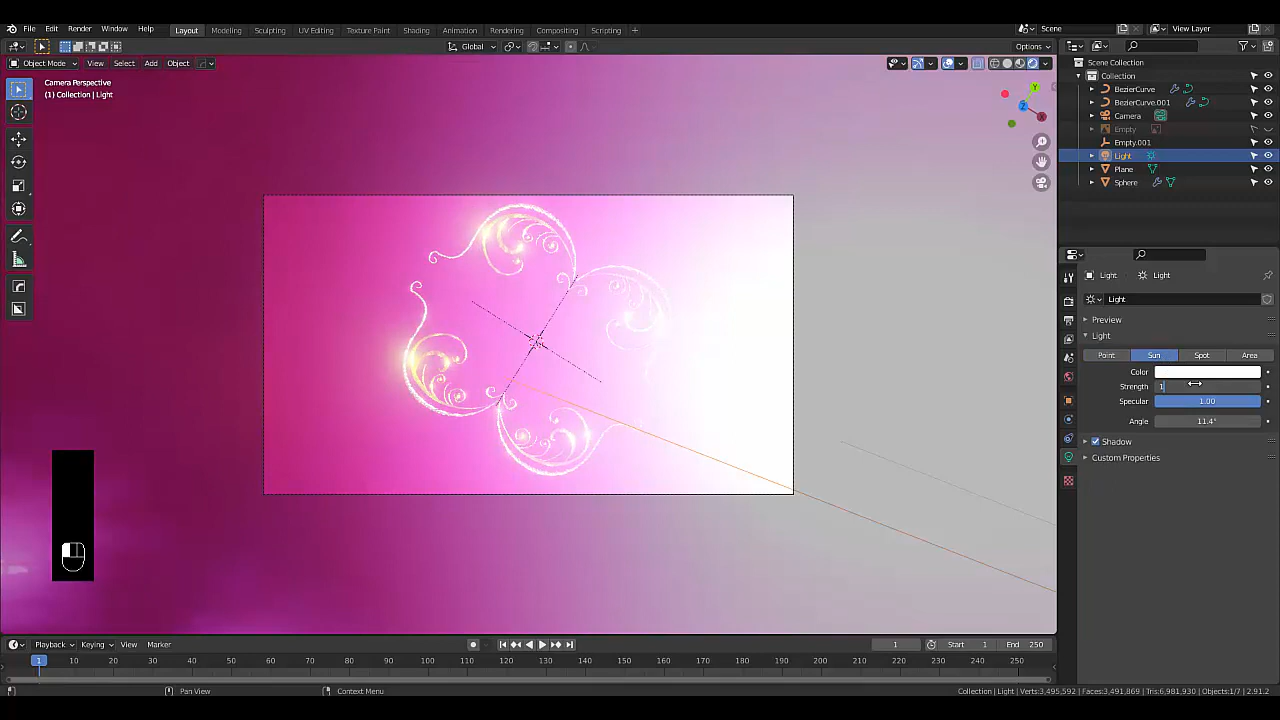 File Edit Render Window Help Layout Modeling Sculpting UV Editing Texture Paint Shading Animation Rendering Compositing Scripting + Scene View Layer
Global Options
Object Mode View Select Add Object
Camera Perspective
(1) Collection | Light
Y
Z
X
Scene Collection
Collection
BezierCurve
BezierCurve.001
Camera
Empty
Empty.001
Light
Plane
Sphere
Light Light
Light
Preview
Light
Point Sun Spot Area
Color
Strength 1
Specular 1.00
Angle 11.4°
Shadow
Custom Properties
Playback Keying View Marker 1 Start 1 End 250
1 10 20 30 40 50 60 70 80 90 100 110 120 130 140 150 160 170 180 190 200 210 220 230 240 250
Pan View Context Menu Collection | Light | Verts:3,495,592 | Faces:3,491,869 | Tris:6,981,930 | Objects:1/7 | 2.91.2